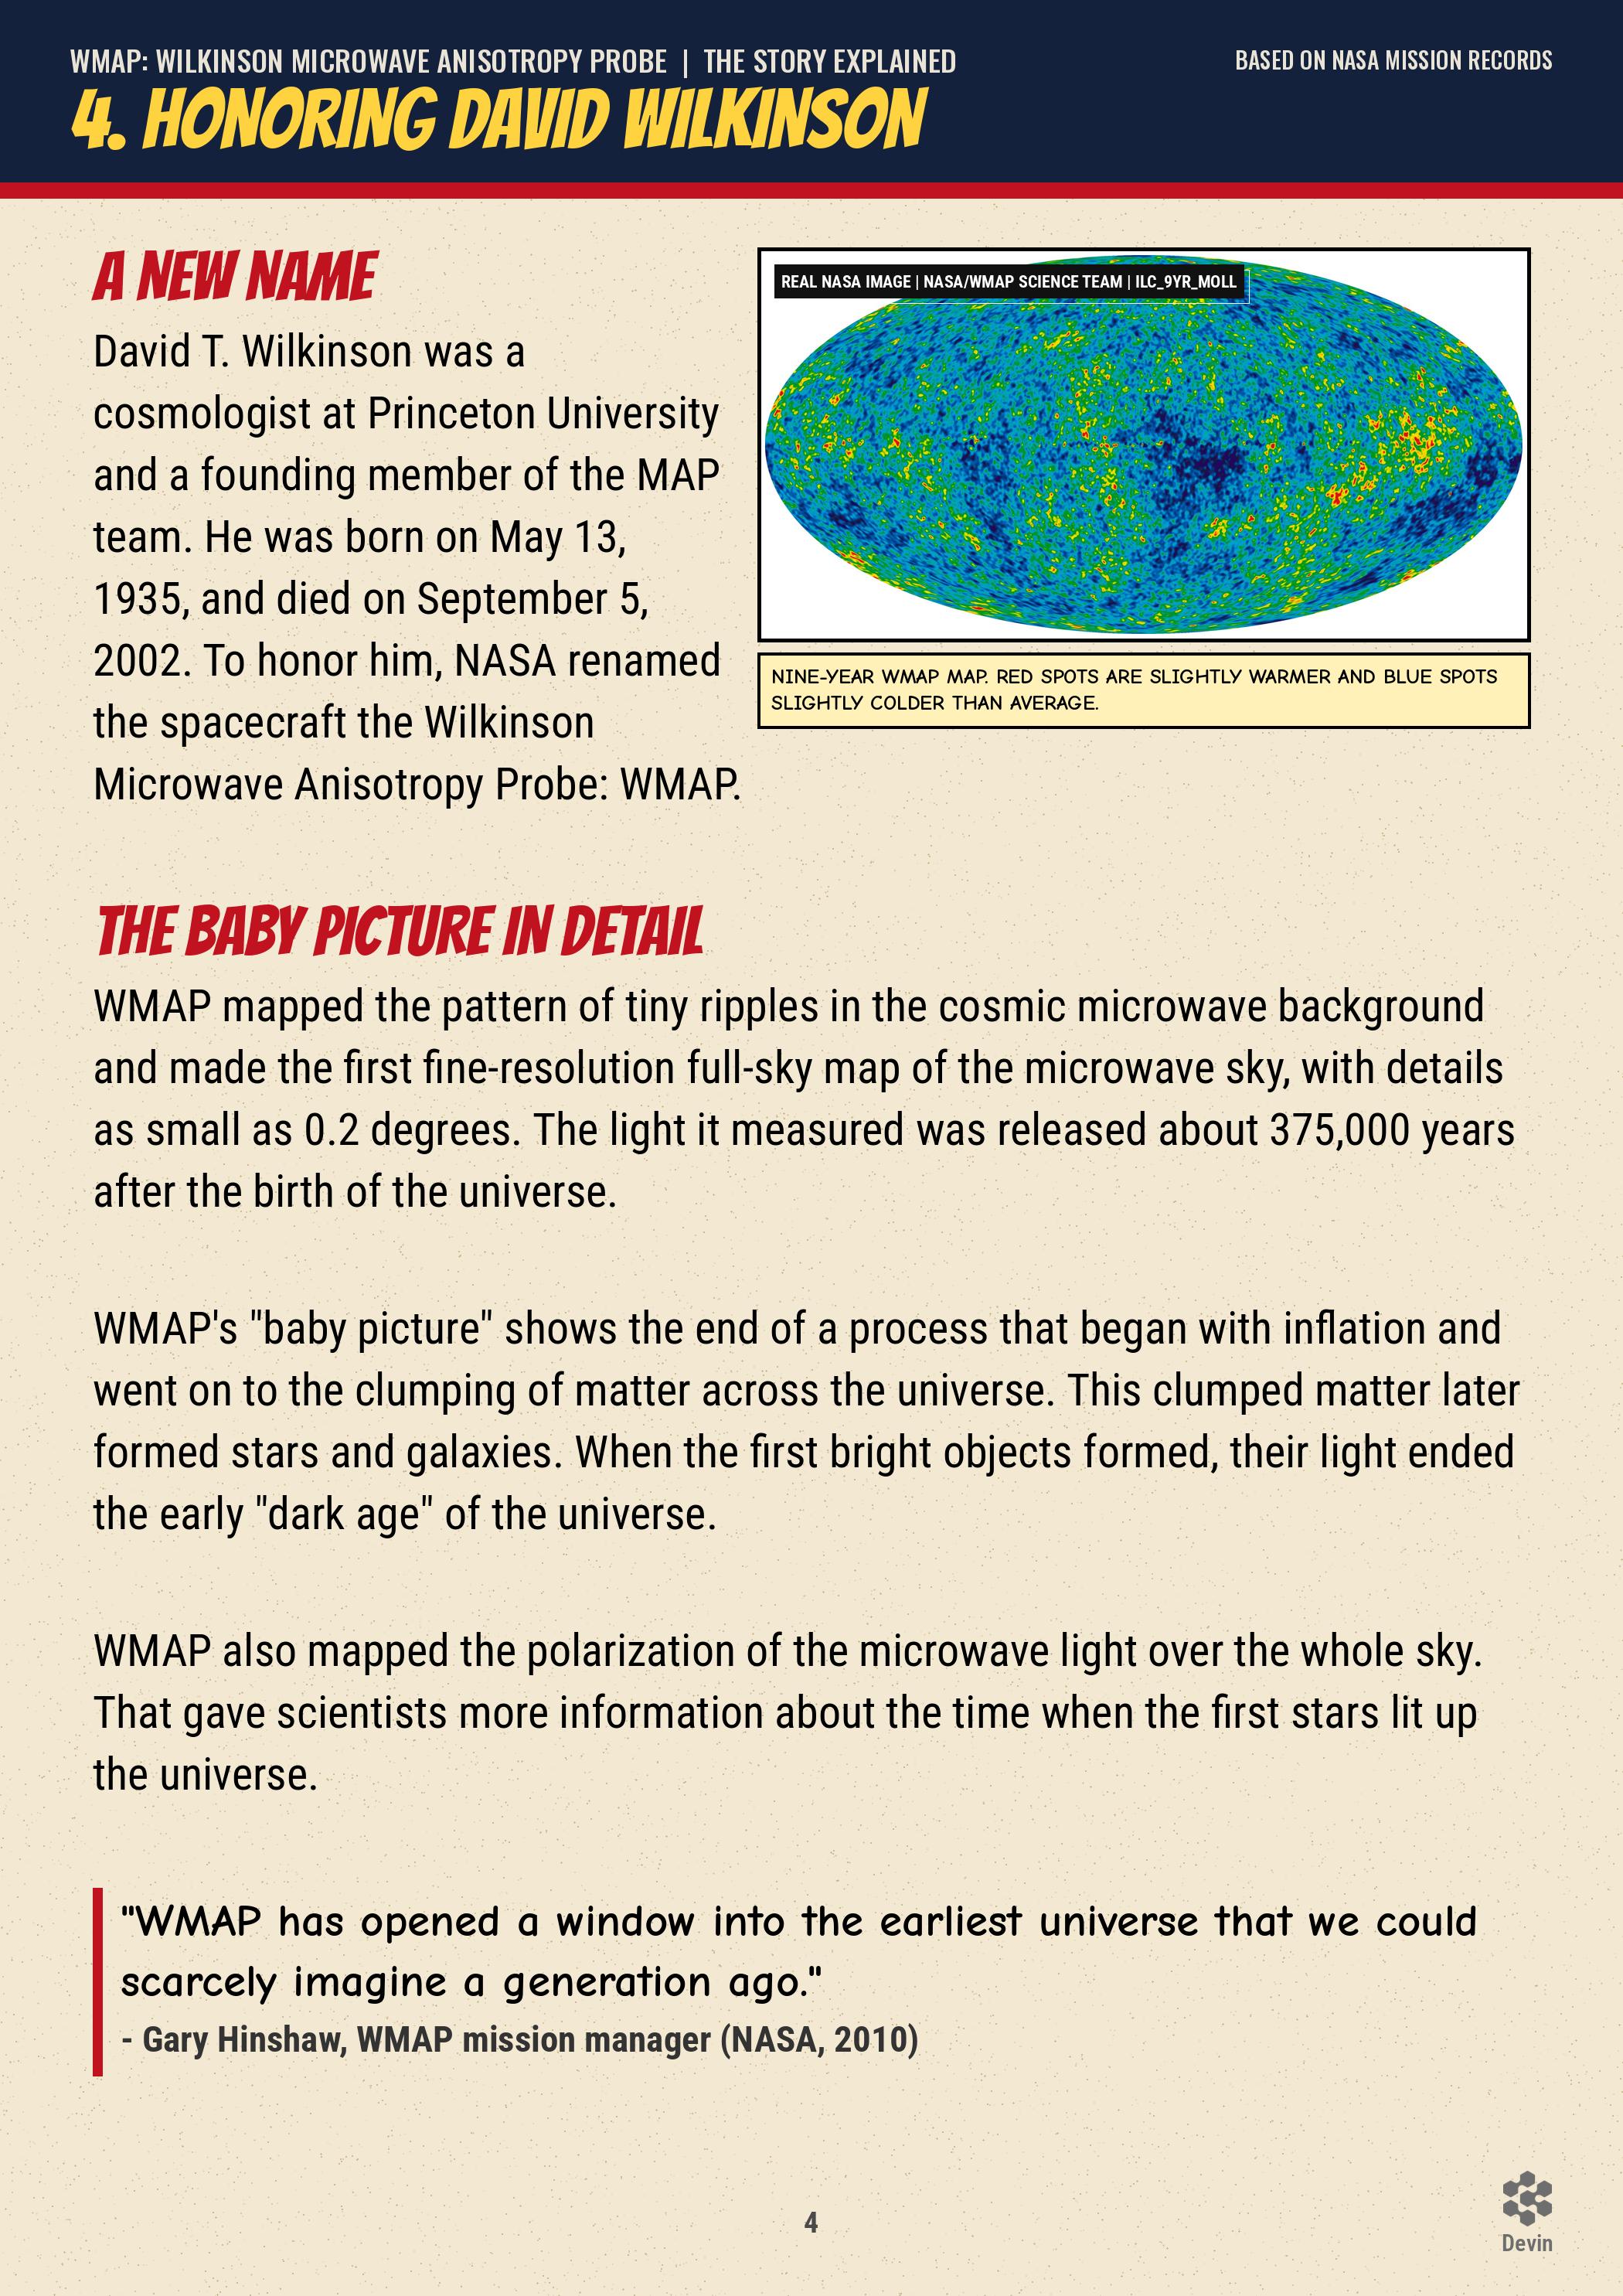 WMAP: WILKINSON MICROWAVE ANISOTROPY PROBE | THE STORY EXPLAINED
BASED ON NASA MISSION RECORDS
4. HONORING DAVID WILKINSON
A NEW NAME
David T. Wilkinson was a
cosmologist at Princeton University
and a founding member of the MAP
team. He was born on May 13,
1935, and died on September 5,
2002. To honor him, NASA renamed
the spacecraft the Wilkinson
Microwave Anisotropy Probe: WMAP.
REAL NASA IMAGE | NASA/WMAP SCIENCE TEAM | ILC_9YR_MOLL
NINE-YEAR WMAP MAP. RED SPOTS ARE SLIGHTLY WARMER AND BLUE SPOTS
SLIGHTLY COLDER THAN AVERAGE.
THE BABY PICTURE IN DETAIL
WMAP mapped the pattern of tiny ripples in the cosmic microwave background
and made the first fine-resolution full-sky map of the microwave sky, with details
as small as 0.2 degrees. The light it measured was released about 375,000 years
after the birth of the universe.
WMAP's "baby picture" shows the end of a process that began with inflation and
went on to the clumping of matter across the universe. This clumped matter later
formed stars and galaxies. When the first bright objects formed, their light ended
the early "dark age" of the universe.
WMAP also mapped the polarization of the microwave light over the whole sky.
That gave scientists more information about the time when the first stars lit up
the universe.
"WMAP has opened a window into the earliest universe that we could
scarcely imagine a generation ago."
- Gary Hinshaw, WMAP mission manager (NASA, 2010)
4
Devin